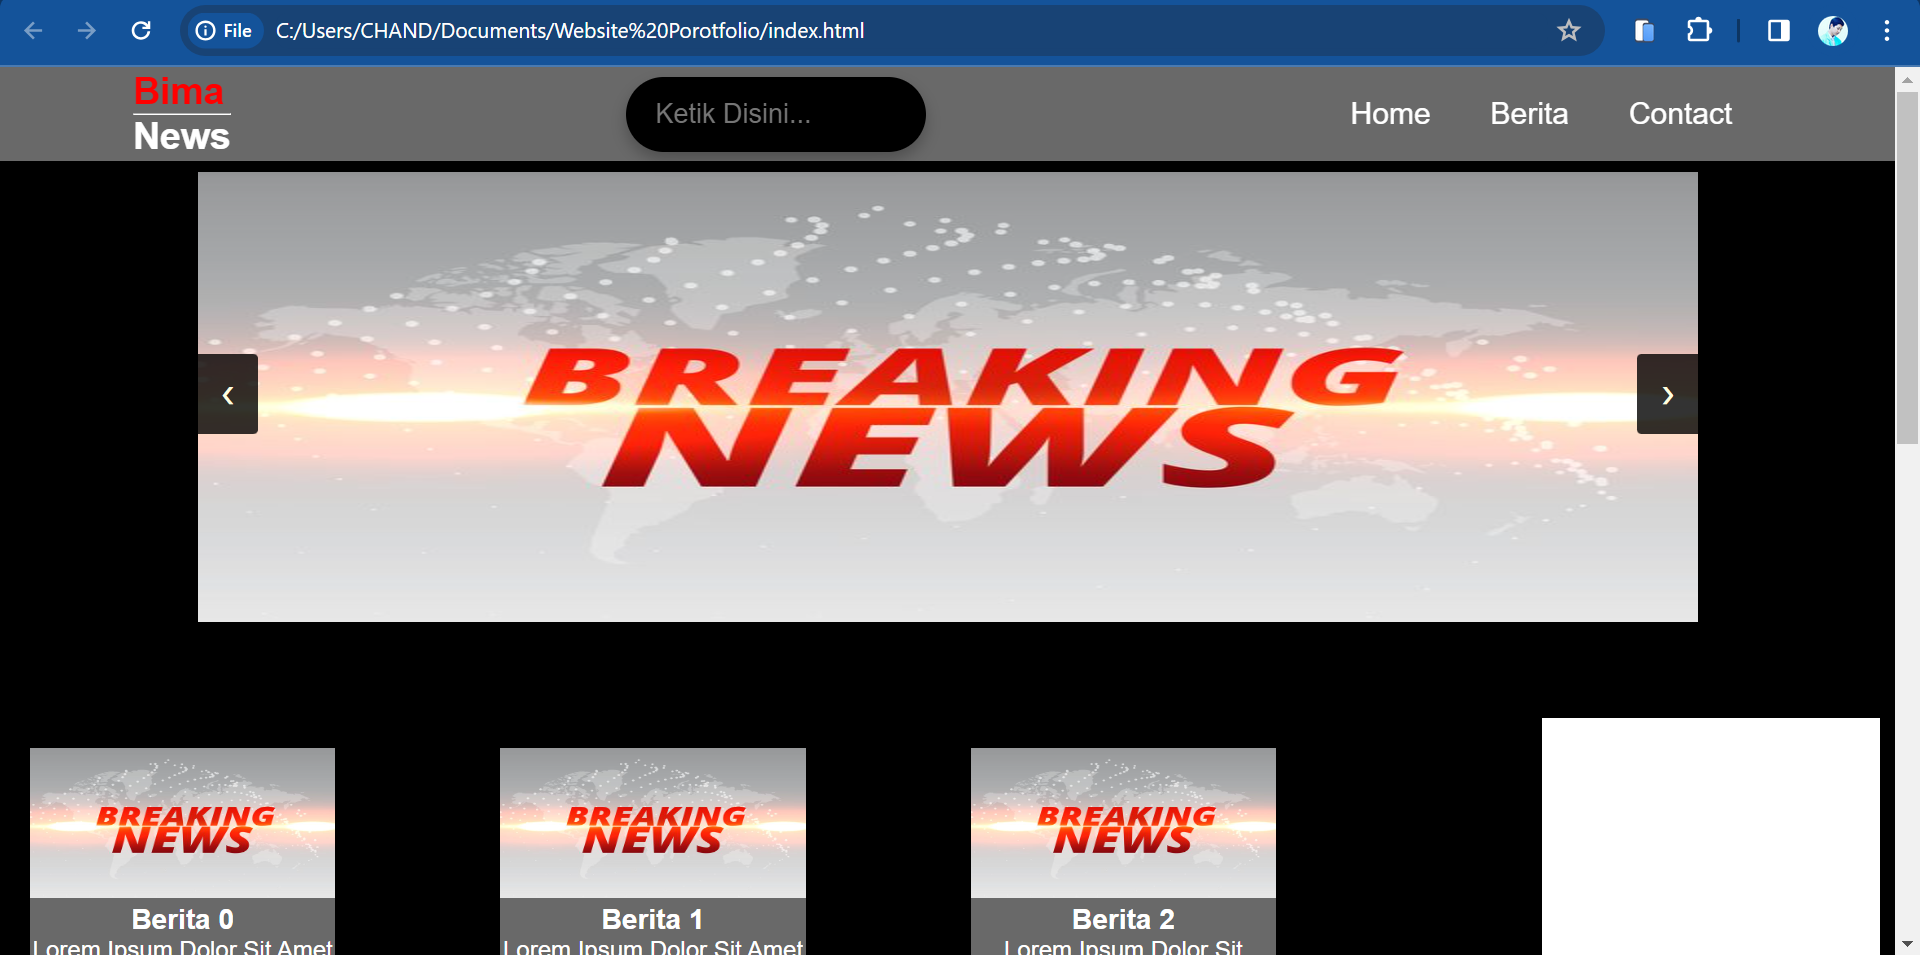 File C:/Users/CHAND/Documents/Website%20Porotfolio/index.html
Bima
News
Ketik Disini...
Home Berita Contact
BREAKING
NEWS
‹ ›
BREAKING
NEWS
BREAKING
NEWS
BREAKING
NEWS
Berita 0 Berita 1 Berita 2
Lorem Ipsum Dolor Sit Amet Lorem Ipsum Dolor Sit Amet Lorem Ipsum Dolor Sit